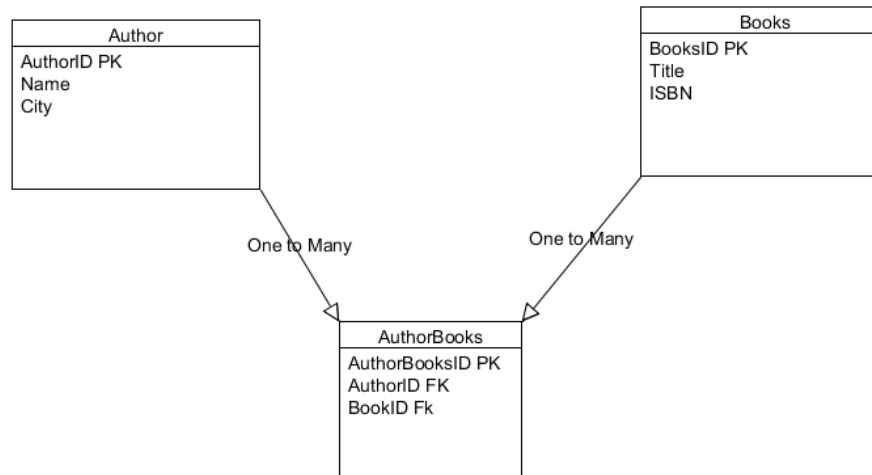 Author
AuthorID PK
Name
City
Books
BooksID PK
Title
ISBN
One to Many
One to Many
AuthorBooks
AuthorBooksID PK
AuthorID FK
BookID Fk